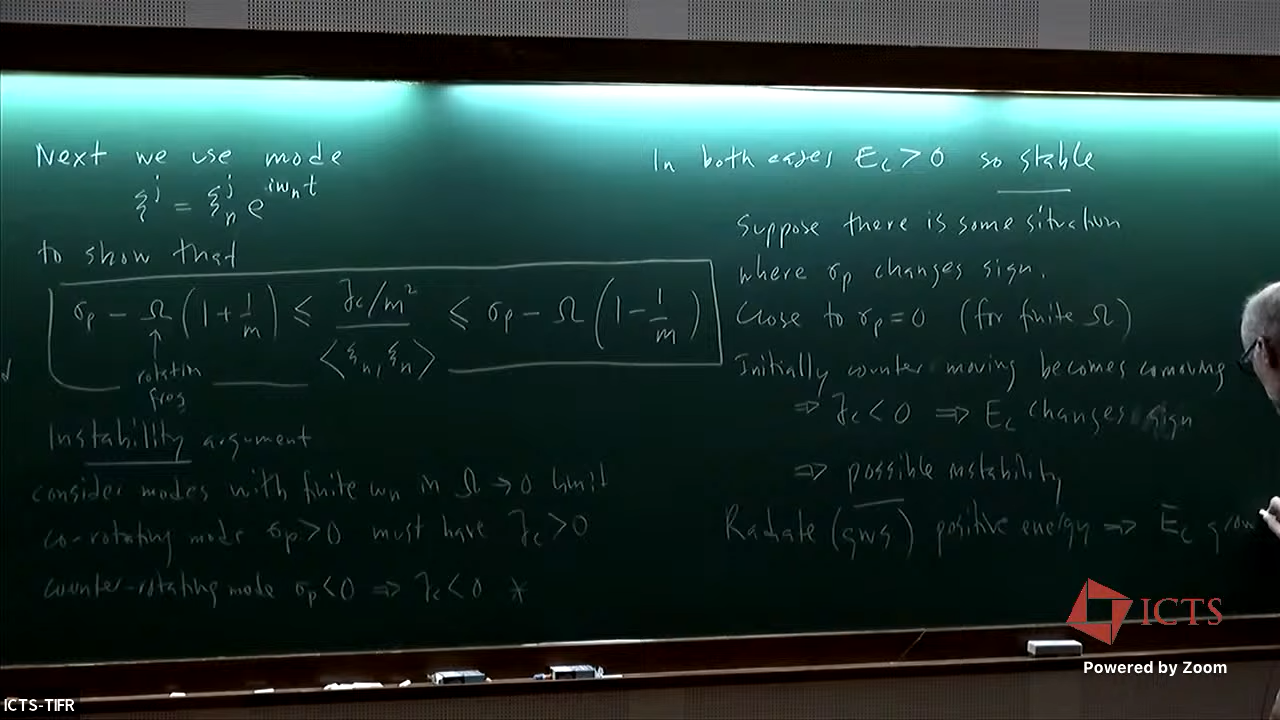 Next we use mode
ξ^j = ξ_n^j e^{iω_n t}
to show that
σ_p - Ω (1 + 1/m) ≤ (J_c/m²) / ⟨ξ_n, ξ_n⟩ ≤ σ_p - Ω (1 - 1/m)
rotation
freq
Instability argument
consider modes with finite ω_n in Ω → 0 limit
co-rotating mode σ_p > 0 must have J_c > 0
counter-rotating mode σ_p < 0 ⇒ J_c < 0 *
In both cases E_c > 0 so stable
Suppose there is some situation
where σ_p changes sign.
Close to σ_p = 0 (for finite Ω)
Initially counter moving becomes comoving
⇒ J_c < 0 ⇒ E_c changes sign
⇒ possible instability
Radiate (gws) positive energy ⇒ E_c
ICTS
Powered by Zoom
ICTS-TIFR